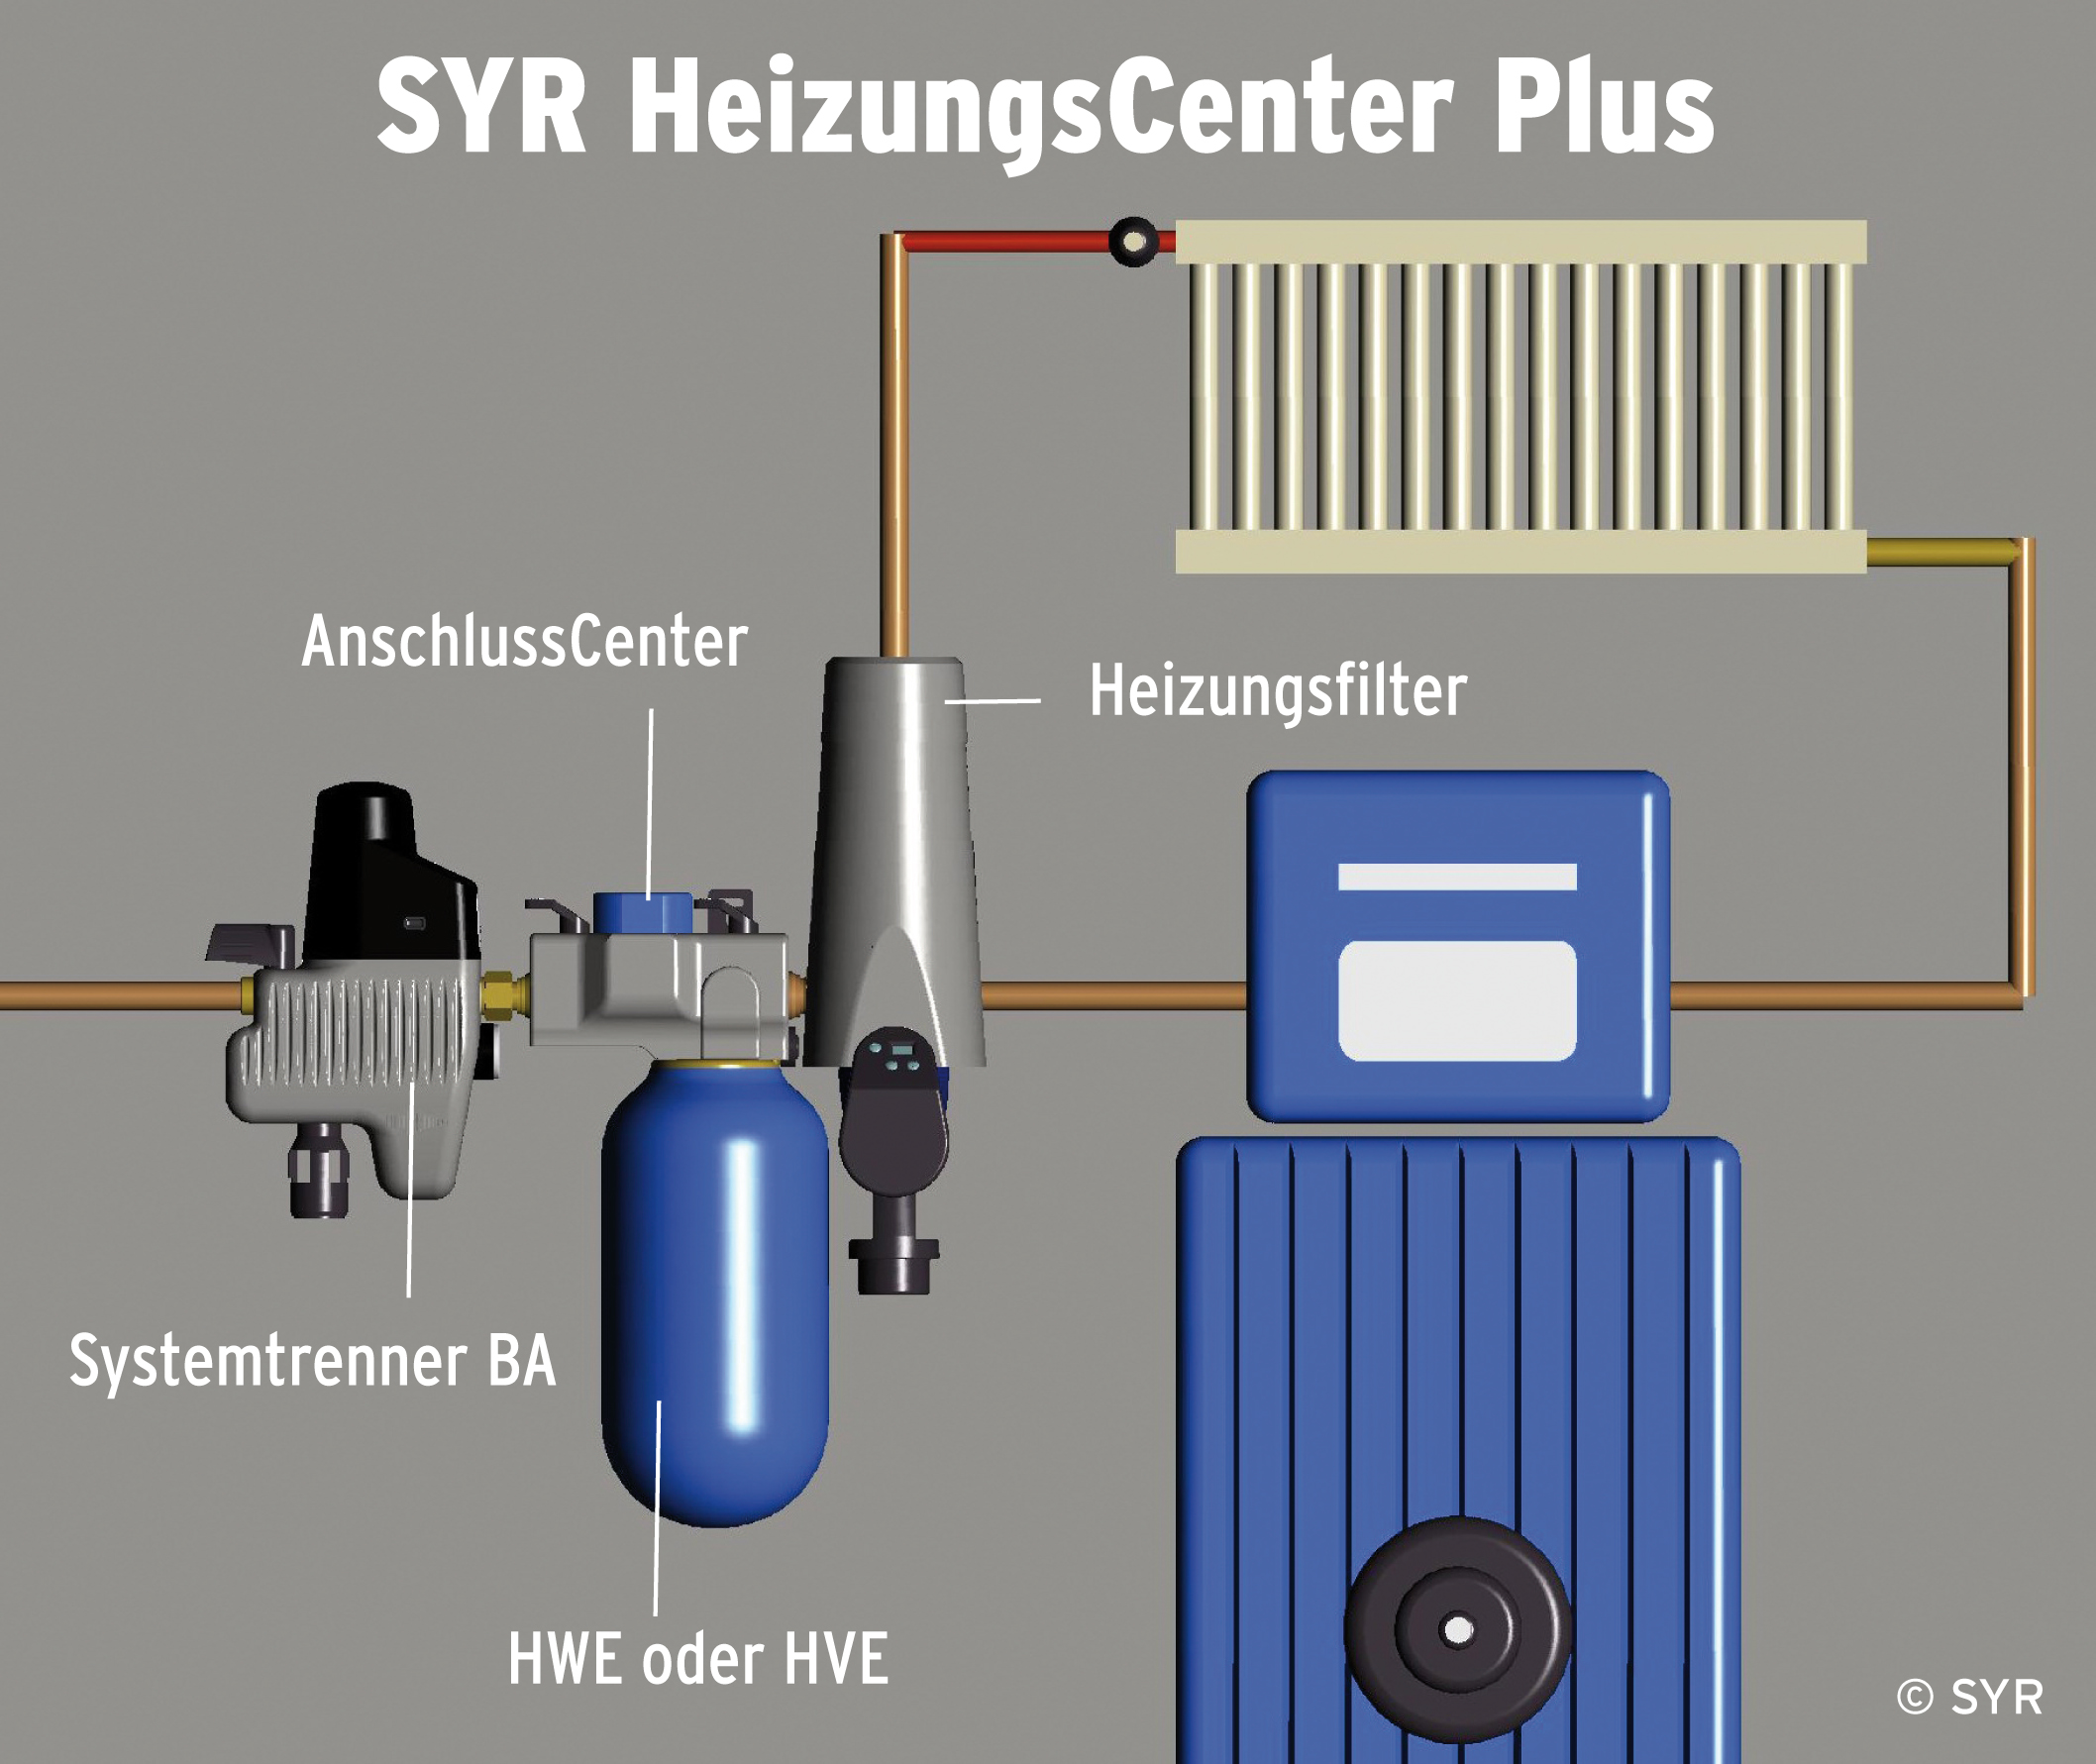 SYR HeizungsCenter Plus
AnschlussCenter
Heizungsfilter
Systemtrenner BA
HWE oder HVE
© SYR